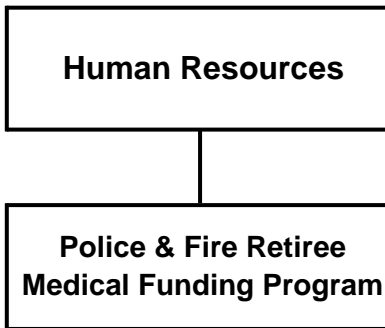 Human Resources
Police & Fire Retiree
Medical Funding Program